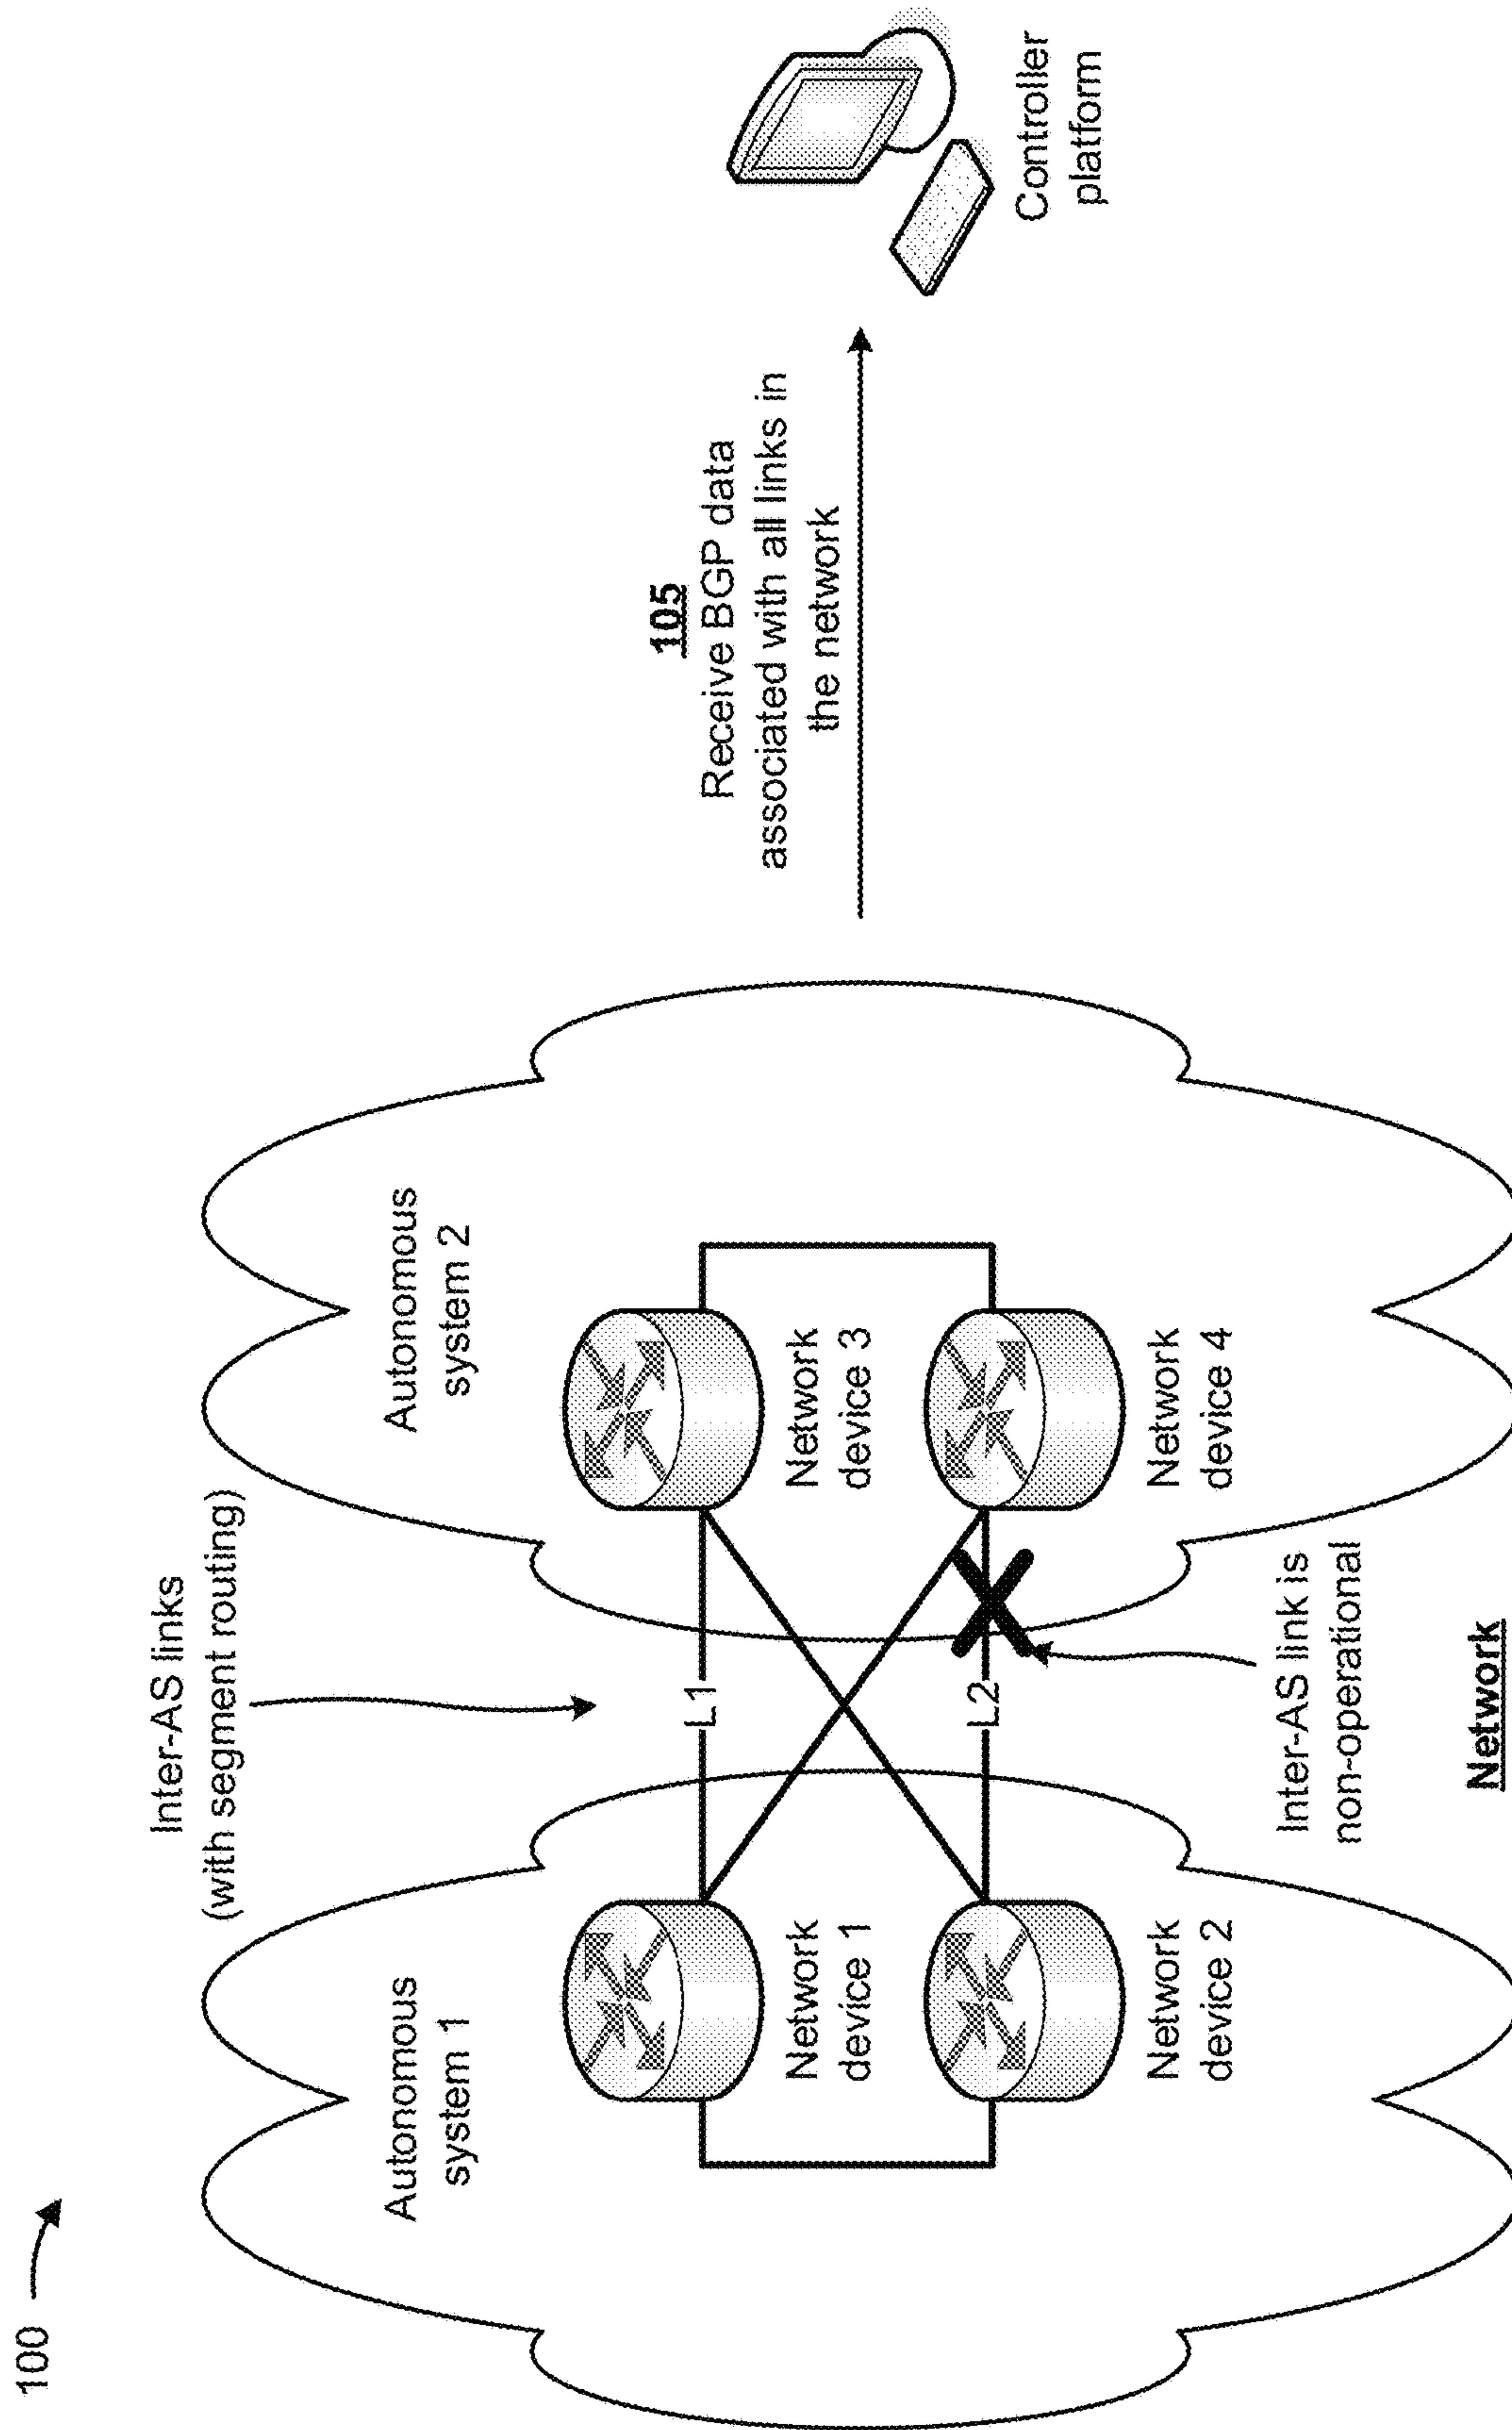 100
Inter-AS links
(with segment routing)
Autonomous
system 1
Autonomous
system 2
Network
device 1
L1
Network
device 3
Network
device 2
L2
Network
device 4
Inter-AS link is
non-operational
Network
105
Receive BGP data
associated with all links in
the network
Controller
platform